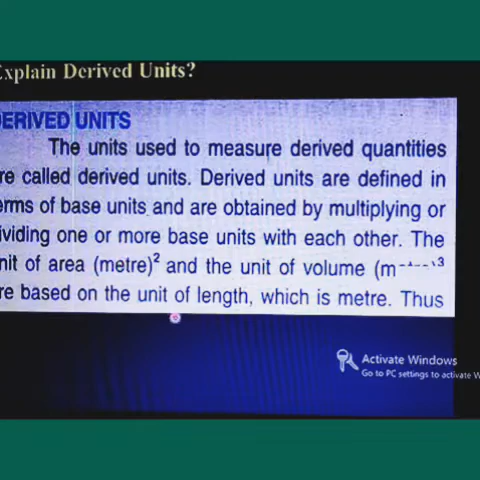 Explain Derived Units?
DERIVED UNITS
The units used to measure derived quantities
re called derived units. Derived units are defined in
erms of base units and are obtained by multiplying or
ividing one or more base units with each other. The
nit of area (metre)² and the unit of volume (m
re based on the unit of length, which is metre. Thus
Activate Windows
Go to PC settings to activate W